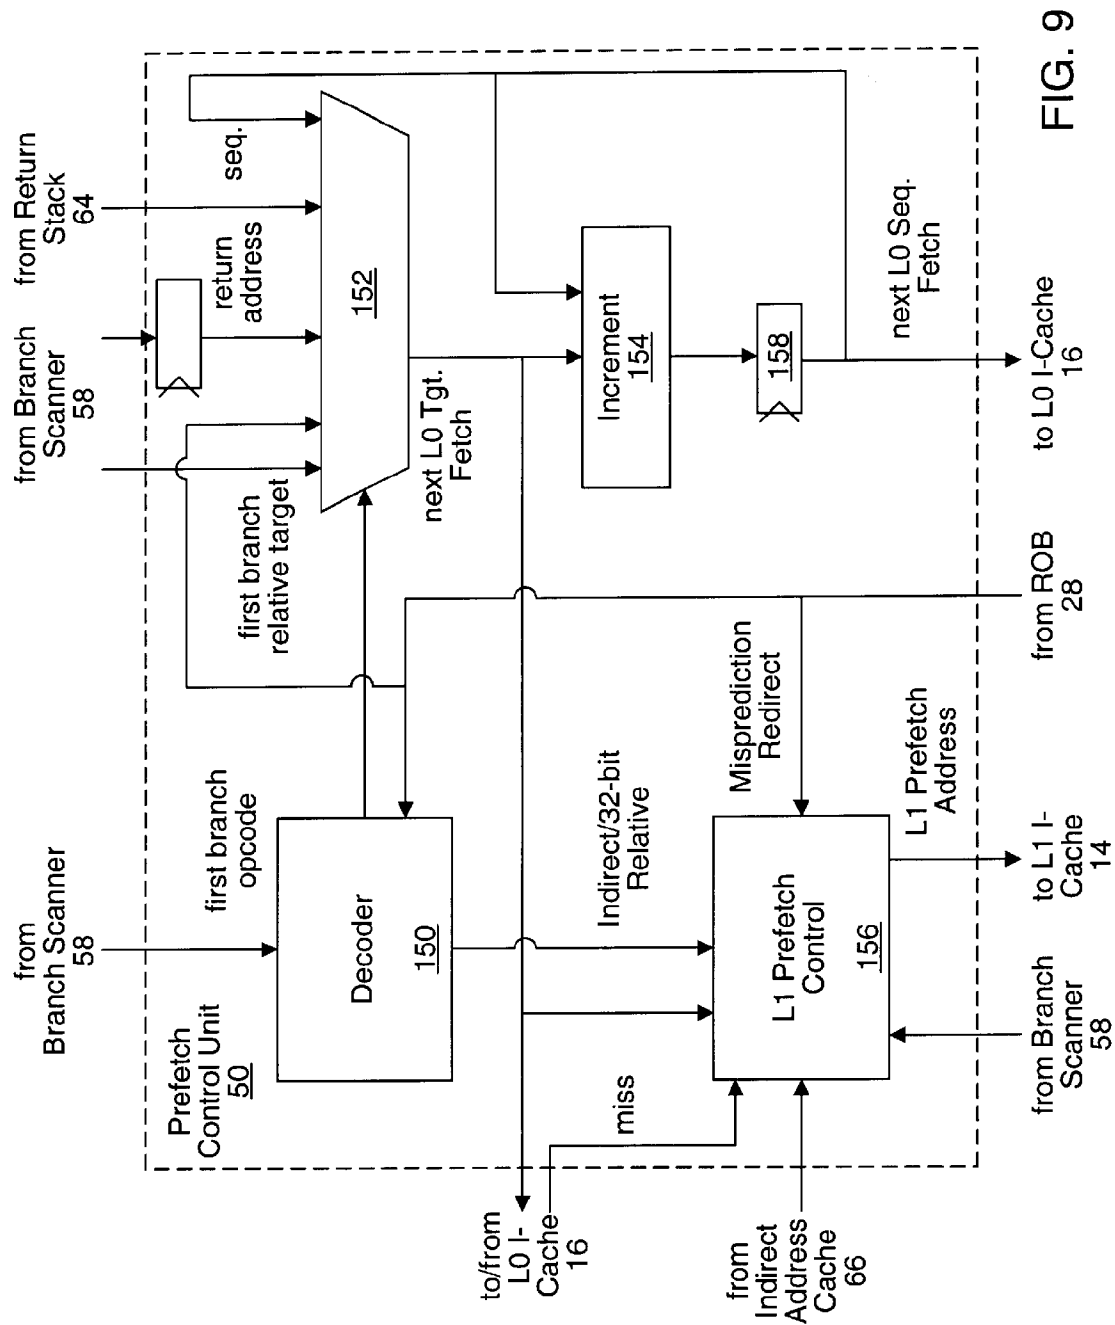 from
Branch Scanner
58
from Branch
Scanner
58
from Return
Stack
64
Prefetch
Control Unit
50
first branch
opcode
first branch
relative target
return
address
seq.
Decoder
150
152
next L0 Tgt.
Fetch
to/from
L0 I-
Cache
16
miss
Indirect/32-bit
Relative
Increment
154
from
Indirect
Address
Cache
66
L1 Prefetch
Control
156
Misprediction
Redirect
158
L1 Prefetch
Address
next L0 Seq.
Fetch
from Branch
Scanner
58
to L1 I-
Cache
14
from ROB
28
to L0 I-Cache
16
FIG. 9